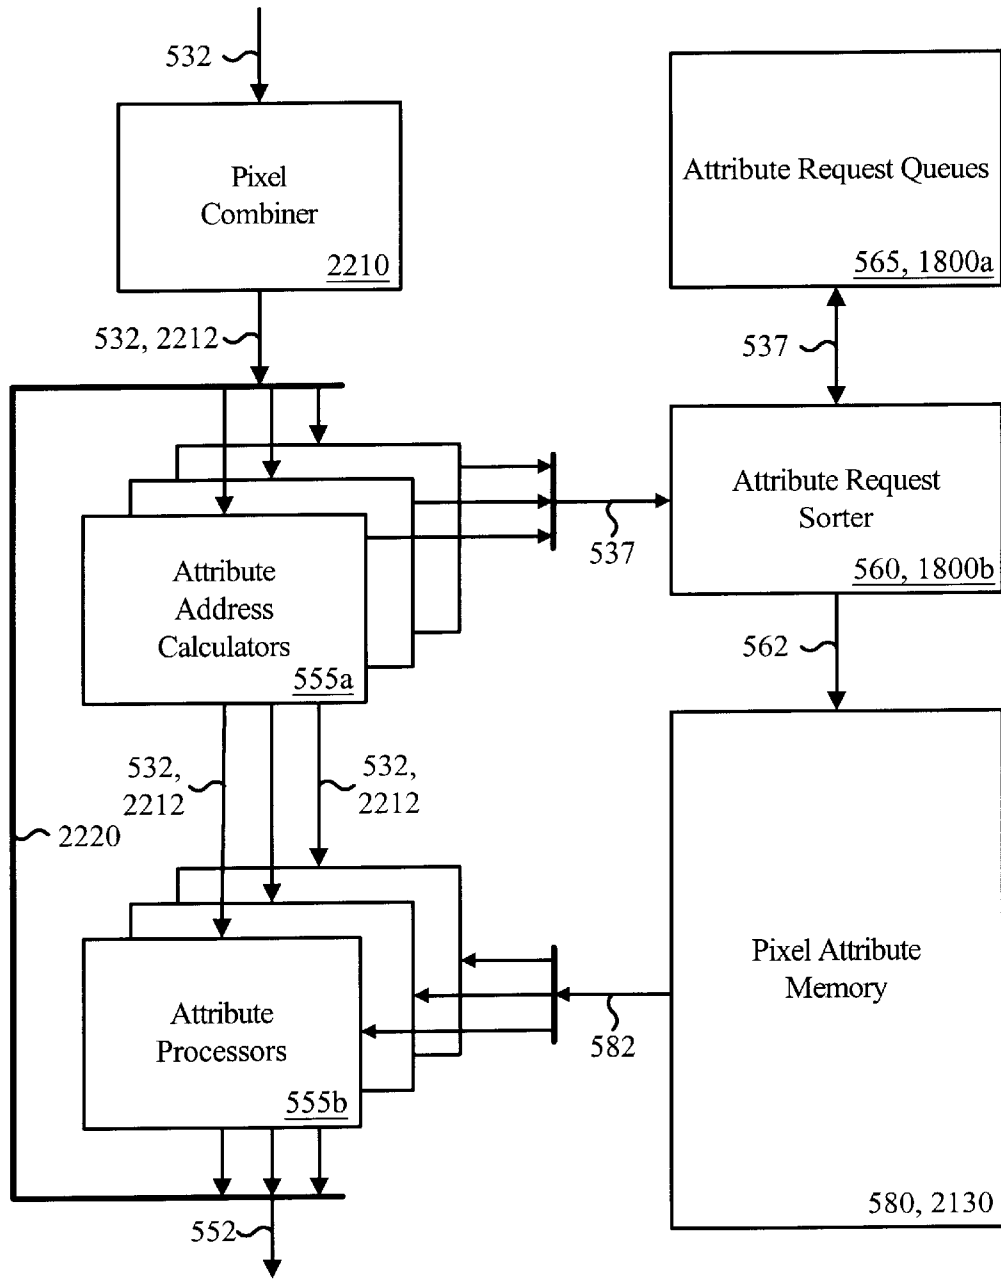 532
Pixel
Combiner
2210
532, 2212
Attribute Request Queues
565, 1800a
537
Attribute Request
Sorter
560, 1800b
537
562
Attribute
Address
Calculators
555a
532,
2212
532,
2212
2220
Attribute
Processors
555b
582
Pixel Attribute
Memory
580, 2130
552